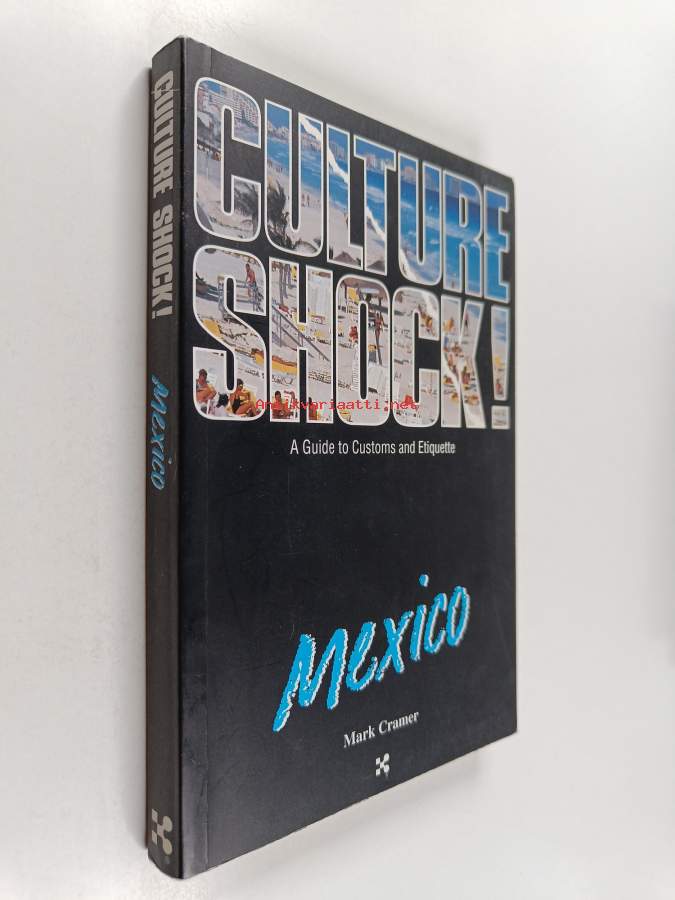 CULTURE SHOCK!
Mexico
CULTURE
SHOCK!
Antikvariaatti.net
A Guide to Customs and Etiquette
Mexico
Mark Cramer